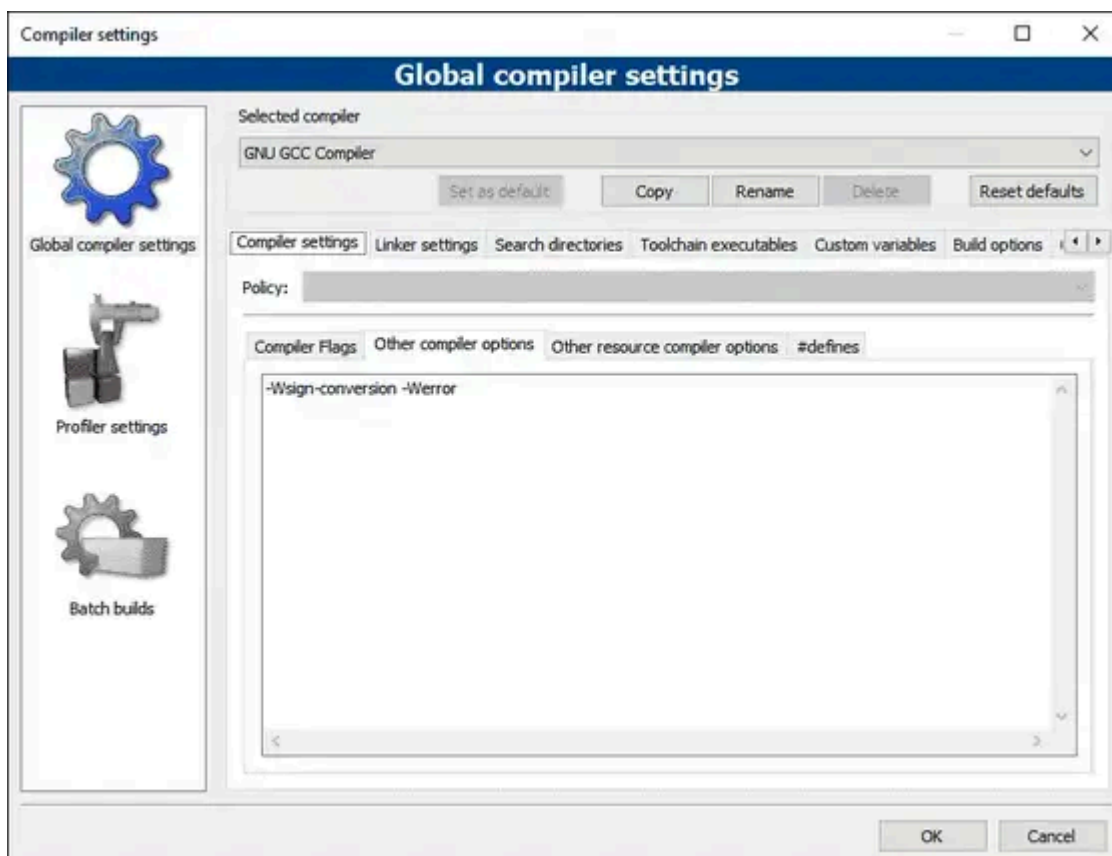 Compiler settings
Global compiler settings
Selected compiler
GNU GCC Compiler
Set as default
Copy
Rename
Delete
Reset defaults
Global compiler settings
Compiler settings
Linker settings
Search directories
Toolchain executables
Custom variables
Build options
Policy:
Compiler Flags
Other compiler options
Other resource compiler options
#defines
-Wsign-conversion -Werror
Profiler settings
Batch builds
OK
Cancel